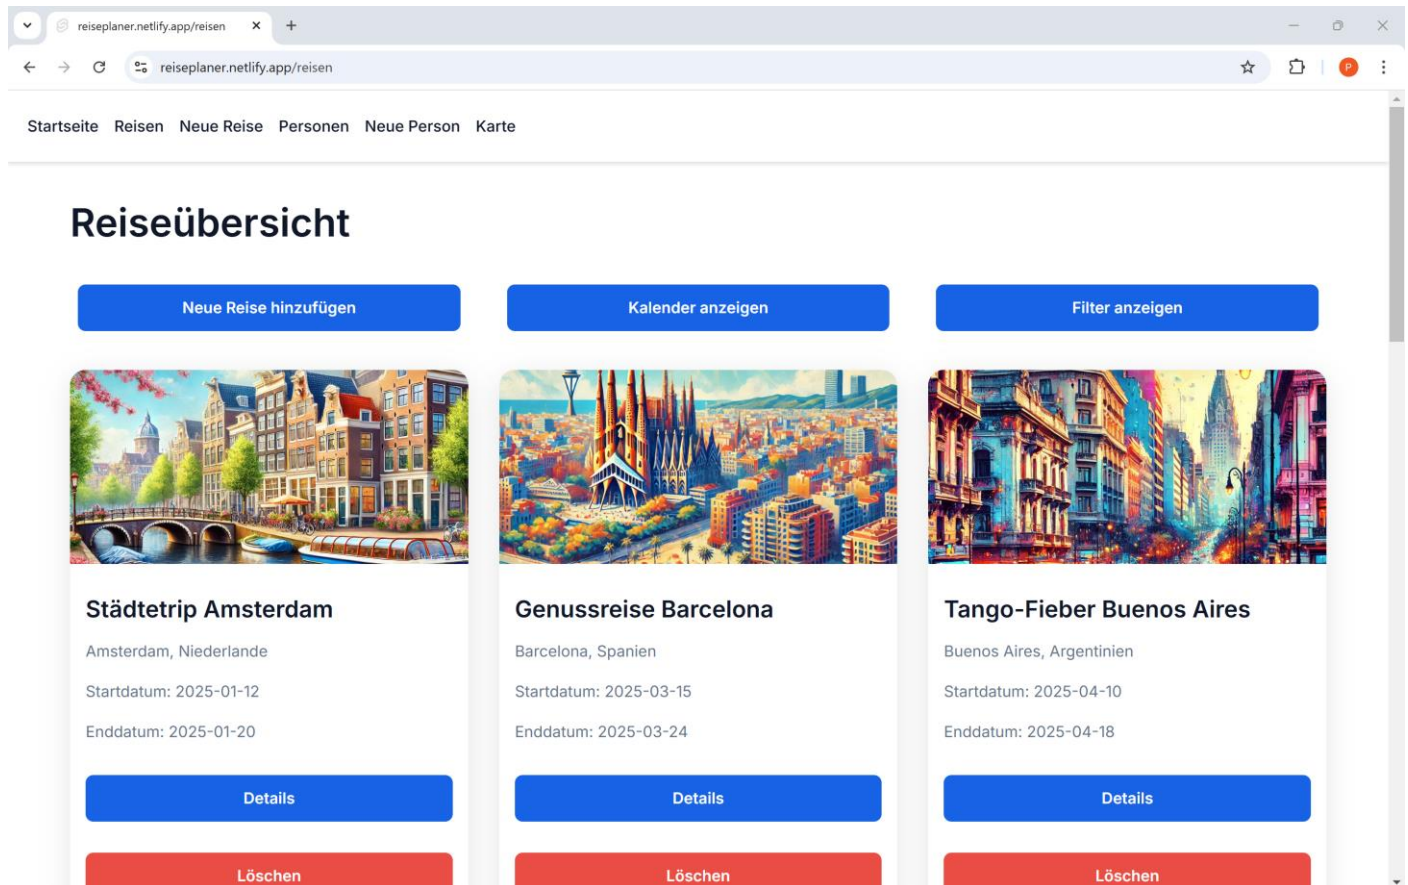 reiseplaner.netlify.app/reisen
reiseplaner.netlify.app/reisen
P
Startseite Reisen Neue Reise Personen Neue Person Karte
Reiseübersicht
Neue Reise hinzufügen Kalender anzeigen Filter anzeigen
Städtetrip Amsterdam
Amsterdam, Niederlande
Startdatum: 2025-01-12
Enddatum: 2025-01-20
Details
Löschen
Genussreise Barcelona
Barcelona, Spanien
Startdatum: 2025-03-15
Enddatum: 2025-03-24
Details
Löschen
Tango-Fieber Buenos Aires
Buenos Aires, Argentinien
Startdatum: 2025-04-10
Enddatum: 2025-04-18
Details
Löschen